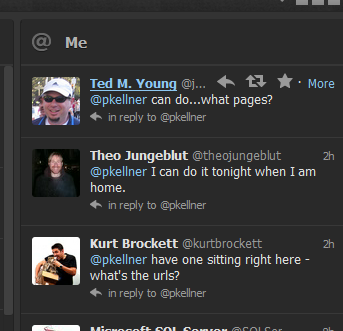 @ Me
Ted M. Young @j... · More
@pkellner can do...what pages?
in reply to @pkellner
Theo Jungeblut @theojungeblut 2h
@pkellner I can do it tonight when I am
home.
in reply to @pkellner
Kurt Brockett @kurtbrockett 2h
@pkellner have one sitting right here -
what's the urls?
in reply to @pkellner
Microsoft SQL Server @SQLSer... 9h